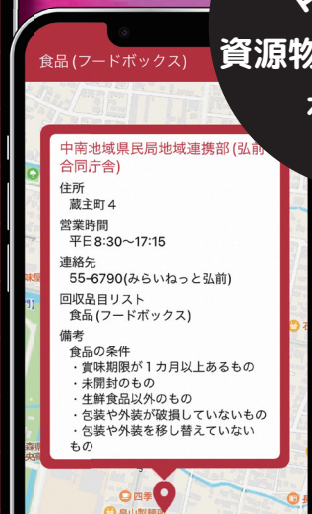 資源物
食品(フードボックス)
中南地域県民局地域連携部(弘前
合同庁舎)
住所
蔵主町4
営業時間
平日8:30～17:15
連絡先
55-6790(みらいねっと弘前)
回収品目リスト
食品(フードボックス)
備考
食品の条件
・賞味期限が1カ月以上あるもの
・未開封のもの
・生鮮食品以外のもの
・包装や外装が破損していないもの
・包装や外装を移し替えていない
もの
四季